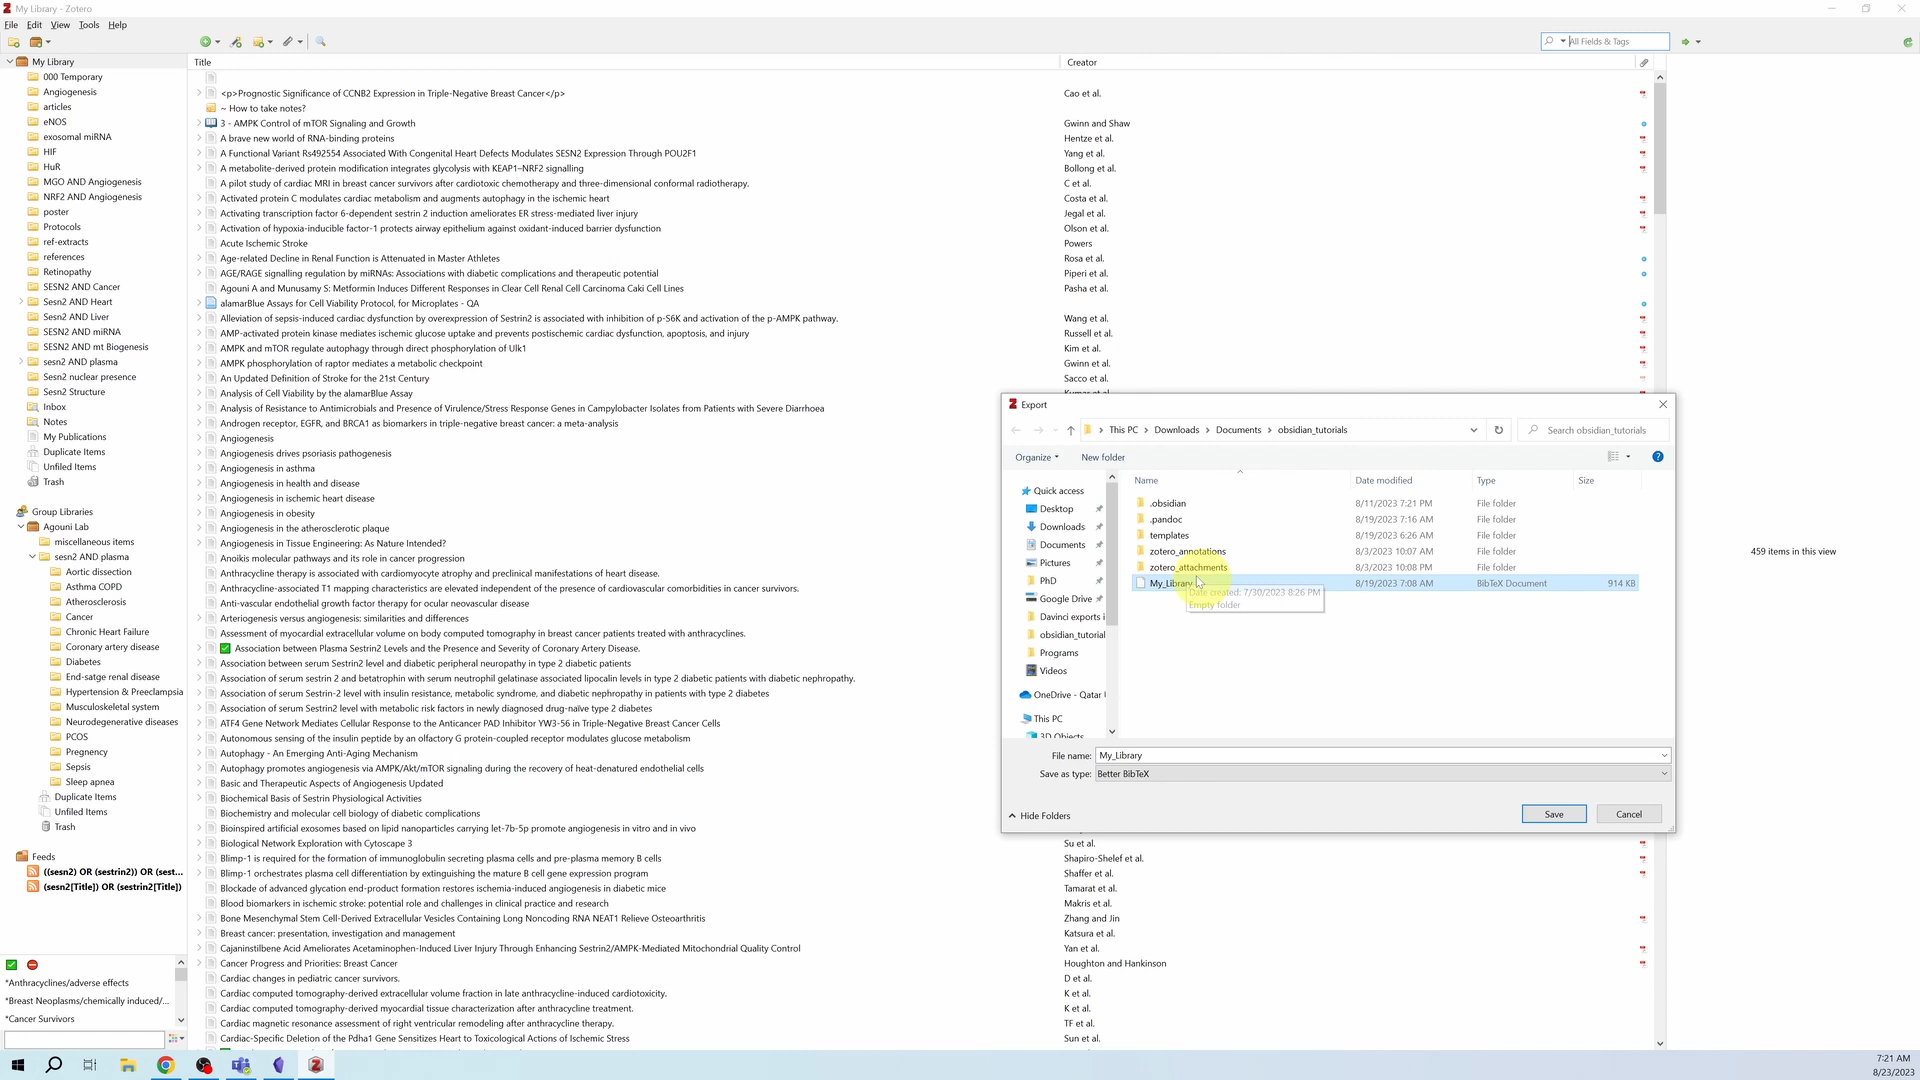 My Library - Zotero
File Edit View Tools Help
All Fields & Tags
My Library
000 Temporary
Angiogenesis
articles
eNOS
exosomal miRNA
HIF
HuR
MGO AND Angiogenesis
NRF2 AND Angiogenesis
poster
Protocols
ref-extracts
references
Retinopathy
SESN2 AND Cancer
Sesn2 AND Heart
Sesn2 AND Liver
SESN2 AND miRNA
SESN2 AND mt Biogenesis
sesn2 AND plasma
Sesn2 nuclear presence
Sesn2 Structure
Inbox
Notes
My Publications
Duplicate Items
Unfiled Items
Trash
Group Libraries
Agouni Lab
miscellaneous items
sesn2 AND plasma
Aortic dissection
Asthma COPD
Atherosclerosis
Cancer
Chronic Heart Failure
Coronary artery disease
Diabetes
End-satge renal disease
Hypertension & Preeclampsia
Musculoskeletal system
Neurodegenerative diseases
PCOS
Pregnency
Sepsis
Sleep apnea
Duplicate Items
Unfiled Items
Trash
Feeds
((sesn2) OR (sestrin2)) OR (sest...
(sesn2[Title]) OR (sestrin2[Title])
*Anthracyclines/adverse effects
*Breast Neoplasms/chemically induced/...
*Cancer Survivors
Title Creator
<p>Prognostic Significance of CCNB2 Expression in Triple-Negative Breast Cancer</p> Cao et al.
~ How to take notes?
3 - AMPK Control of mTOR Signaling and Growth Gwinn and Shaw
A brave new world of RNA-binding proteins Hentze et al.
A Functional Variant Rs492554 Associated With Congenital Heart Defects Modulates SESN2 Expression Through POU2F1 Yang et al.
A metabolite-derived protein modification integrates glycolysis with KEAP1–NRF2 signalling Bollong et al.
A pilot study of cardiac MRI in breast cancer survivors after cardiotoxic chemotherapy and three-dimensional conformal radiotherapy. C et al.
Activated protein C modulates cardiac metabolism and augments autophagy in the ischemic heart Costa et al.
Activating transcription factor 6-dependent sestrin 2 induction ameliorates ER stress-mediated liver injury Jegal et al.
Activation of hypoxia-inducible factor-1 protects airway epithelium against oxidant-induced barrier dysfunction Olson et al.
Acute Ischemic Stroke Powers
Age-related Decline in Renal Function is Attenuated in Master Athletes Rosa et al.
AGE/RAGE signalling regulation by miRNAs: Associations with diabetic complications and therapeutic potential Piperi et al.
Agouni A and Munusamy S: Metformin Induces Different Responses in Clear Cell Renal Cell Carcinoma Caki Cell Lines Pasha et al.
alamarBlue Assays for Cell Viability Protocol, for Microplates - QA
Alleviation of sepsis-induced cardiac dysfunction by overexpression of Sestrin2 is associated with inhibition of p-S6K and activation of the p-AMPK pathway. Wang et al.
AMP-activated protein kinase mediates ischemic glucose uptake and prevents postischemic cardiac dysfunction, apoptosis, and injury Russell et al.
AMPK and mTOR regulate autophagy through direct phosphorylation of Ulk1 Kim et al.
AMPK phosphorylation of raptor mediates a metabolic checkpoint Gwinn et al.
An Updated Definition of Stroke for the 21st Century Sacco et al.
Analysis of Cell Viability by the alamarBlue Assay
Analysis of Resistance to Antimicrobials and Presence of Virulence/Stress Response Genes in Campylobacter Isolates from Patients with Severe Diarrhoea
Androgen receptor, EGFR, and BRCA1 as biomarkers in triple-negative breast cancer: a meta-analysis
Angiogenesis
Angiogenesis drives psoriasis pathogenesis
Angiogenesis in asthma
Angiogenesis in health and disease
Angiogenesis in ischemic heart disease
Angiogenesis in obesity
Angiogenesis in the atherosclerotic plaque
Angiogenesis in Tissue Engineering: As Nature Intended?
Anoikis molecular pathways and its role in cancer progression
Anthracycline therapy is associated with cardiomyocyte atrophy and preclinical manifestations of heart disease.
Anthracycline-associated T1 mapping characteristics are elevated independent of the presence of cardiovascular comorbidities in cancer survivors.
Anti-vascular endothelial growth factor therapy for ocular neovascular disease
Arteriogenesis versus angiogenesis: similarities and differences
Assessment of myocardial extracellular volume on body computed tomography in breast cancer patients treated with anthracyclines.
Association between Plasma Sestrin2 Levels and the Presence and Severity of Coronary Artery Disease.
Association between serum Sestrin2 level and diabetic peripheral neuropathy in type 2 diabetic patients
Association of serum sestrin 2 and betatrophin with serum neutrophil gelatinase associated lipocalin levels in type 2 diabetic patients with diabetic nephropathy.
Association of serum Sestrin-2 level with insulin resistance, metabolic syndrome, and diabetic nephropathy in patients with type 2 diabetes
Association of serum Sestrin2 level with metabolic risk factors in newly diagnosed drug-naïve type 2 diabetes
ATF4 Gene Network Mediates Cellular Response to the Anticancer PAD Inhibitor YW3-56 in Triple-Negative Breast Cancer Cells
Autonomous sensing of the insulin peptide by an olfactory G protein-coupled receptor modulates glucose metabolism
Autophagy - An Emerging Anti-Aging Mechanism
Autophagy promotes angiogenesis via AMPK/Akt/mTOR signaling during the recovery of heat-denatured endothelial cells
Basic and Therapeutic Aspects of Angiogenesis Updated
Biochemical Basis of Sestrin Physiological Activities
Biochemistry and molecular cell biology of diabetic complications
Bioinspired artificial exosomes based on lipid nanoparticles carrying let-7b-5p promote angiogenesis in vitro and in vivo
Biological Network Exploration with Cytoscape 3 Su et al.
Blimp-1 is required for the formation of immunoglobulin secreting plasma cells and pre-plasma memory B cells Shapiro-Shelef et al.
Blimp-1 orchestrates plasma cell differentiation by extinguishing the mature B cell gene expression program Shaffer et al.
Blockade of advanced glycation end-product formation restores ischemia-induced angiogenesis in diabetic mice Tamarat et al.
Blood biomarkers in ischemic stroke: potential role and challenges in clinical practice and research Makris et al.
Bone Mesenchymal Stem Cell-Derived Extracellular Vesicles Containing Long Noncoding RNA NEAT1 Relieve Osteoarthritis Zhang and Jin
Breast cancer: presentation, investigation and management Katsura et al.
Cajaninstilbene Acid Ameliorates Acetaminophen-Induced Liver Injury Through Enhancing Sestrin2/AMPK-Mediated Mitochondrial Quality Control Yan et al.
Cancer Progress and Priorities: Breast Cancer Houghton and Hankinson
Cardiac changes in pediatric cancer survivors. D et al.
Cardiac computed tomography-derived extracellular volume fraction in late anthracycline-induced cardiotoxicity. K et al.
Cardiac computed tomography-derived myocardial tissue characterization after anthracycline treatment. K et al.
Cardiac magnetic resonance assessment of right ventricular remodeling after anthracycline therapy. TF et al.
Cardiac-Specific Deletion of the Pdha1 Gene Sensitizes Heart to Toxicological Actions of Ischemic Stress Sun et al.
Export
This PC > Downloads > Documents > obsidian_tutorials
Search obsidian_tutorials
Organize New folder
Quick access
Desktop
Downloads
Documents
Pictures
PhD
Google Drive
Davinci exports i
obsidian_tutorial
Programs
Videos
OneDrive - Qatar
This PC
3D Objects
Name Date modified Type Size
.obsidian 8/11/2023 7:21 PM File folder
.pandoc 8/19/2023 7:16 AM File folder
templates 8/19/2023 6:26 AM File folder
zotero_annotations 8/3/2023 10:07 AM File folder
zotero_attachments 8/3/2023 10:08 PM File folder
My_Library 8/19/2023 7:08 AM BibTeX Document 914 KB
Date created: 7/30/2023 8:26 PM
Empty folder
File name: My_Library
Save as type: Better BibTeX
Hide Folders
Save Cancel
459 items in this view
7:21 AM
8/23/2023